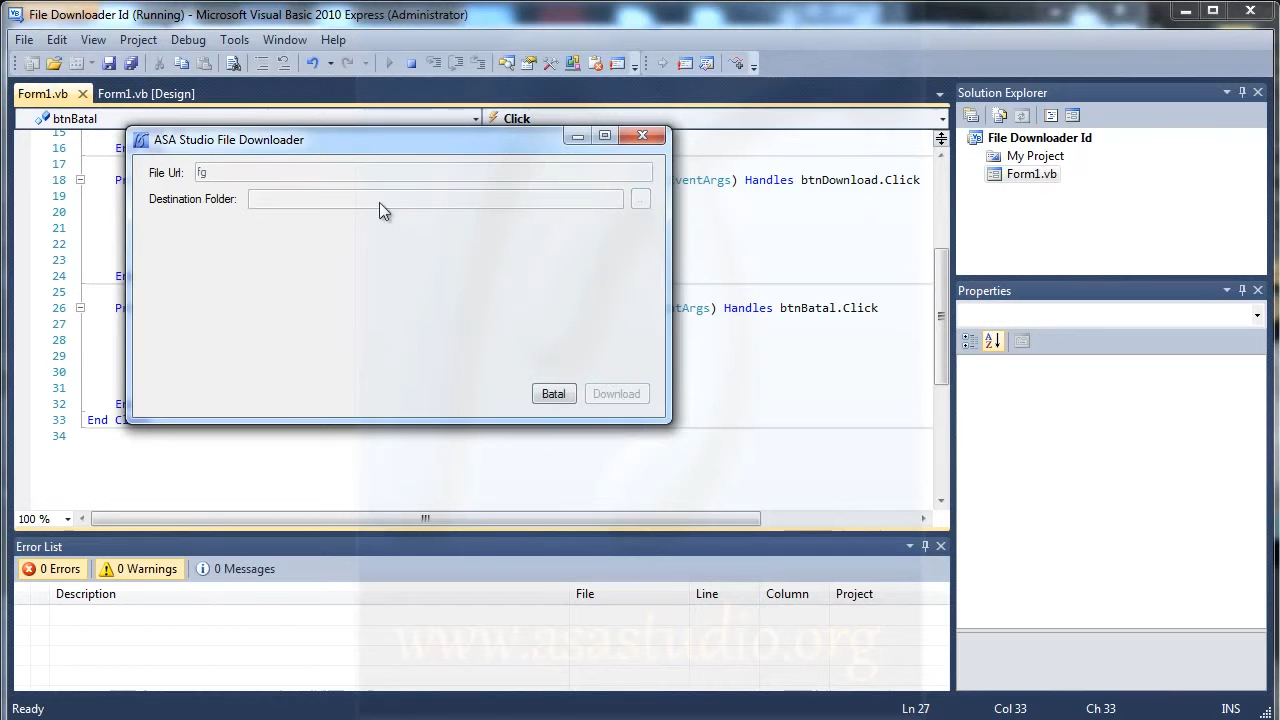 File Downloader Id (Running) - Microsoft Visual Basic 2010 Express (Administrator)
File Edit View Project Debug Tools Window Help
Form1.vb Form1.vb [Design]
btnBatal Click
ASA Studio File Downloader
File Url: fg
Destination Folder: ...
Batal Download
15
16 En
17
18 Pr EventArgs) Handles btnDownload.Click
19
20
21
22
23
24 En
25
26 Pr tArgs) Handles btnBatal.Click
27
28
29
30
31
32 En
33 End Cl
34
100 %
Solution Explorer
File Downloader Id
My Project
Form1.vb
Properties
Error List
0 Errors 0 Warnings 0 Messages
Description File Line Column Project
www.asastudio.org
Ready Ln 27 Col 33 Ch 33 INS